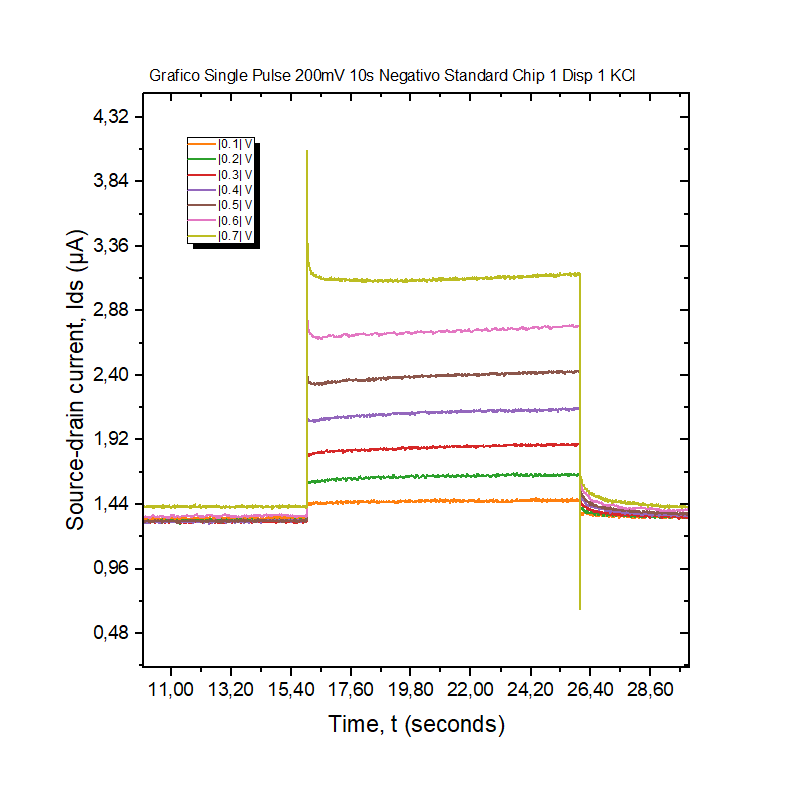 Grafico Single Pulse 200mV 10s Negativo Standard Chip 1 Disp 1 KCl
4,32
3,84
3,36
2,88
2,40
1,92
1,44
0,96
0,48
Source-drain current, Ids (µA)
|0.1| V
|0.2| V
|0.3| V
|0.4| V
|0.5| V
|0.6| V
|0.7| V
11,00 13,20 15,40 17,60 19,80 22,00 24,20 26,40 28,60
Time, t (seconds)